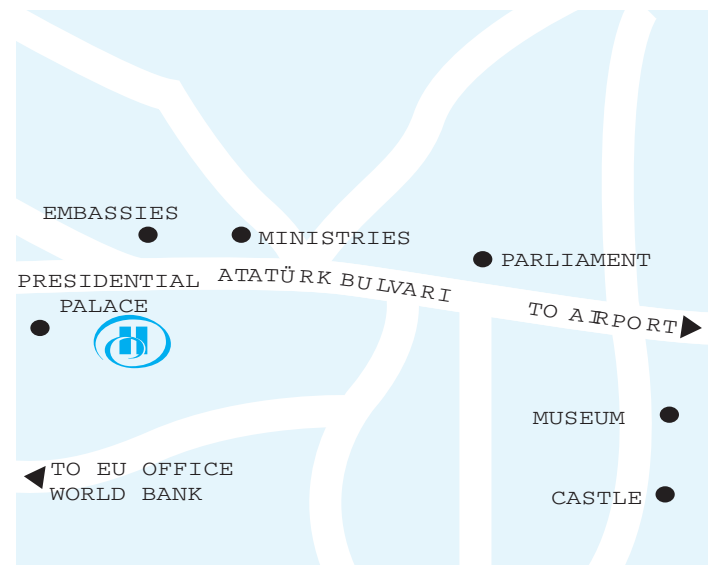 EMBASSIES
MINISTRIES
PARLIAMENT
PRESIDENTIAL
PALACE
ATATÜRK BULVARI
TO AIRPORT
MUSEUM
TO EU OFFICE
WORLD BANK
CASTLE